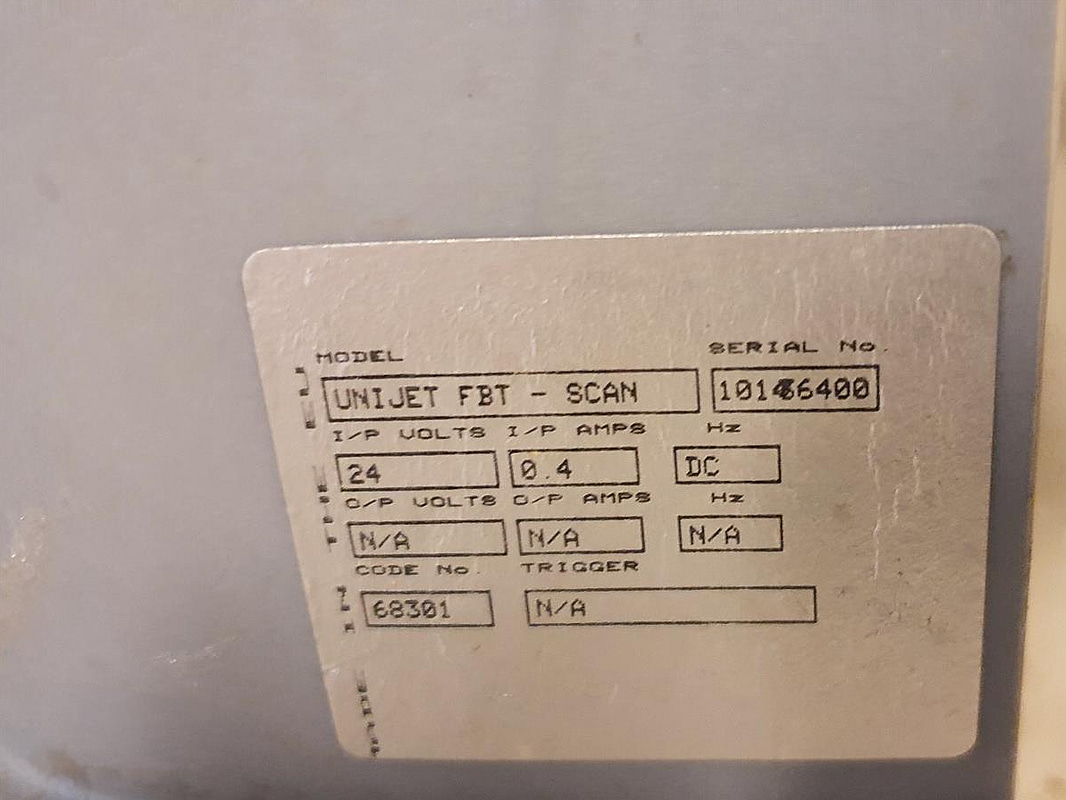 MODEL SERIAL No.
UNIJET FBT - SCAN
I/P VOLTS I/P AMPS Hz
24 0.4 DC
O/P VOLTS O/P AMPS Hz
N/A N/A N/A
CODE No. TRIGGER
68301 N/A